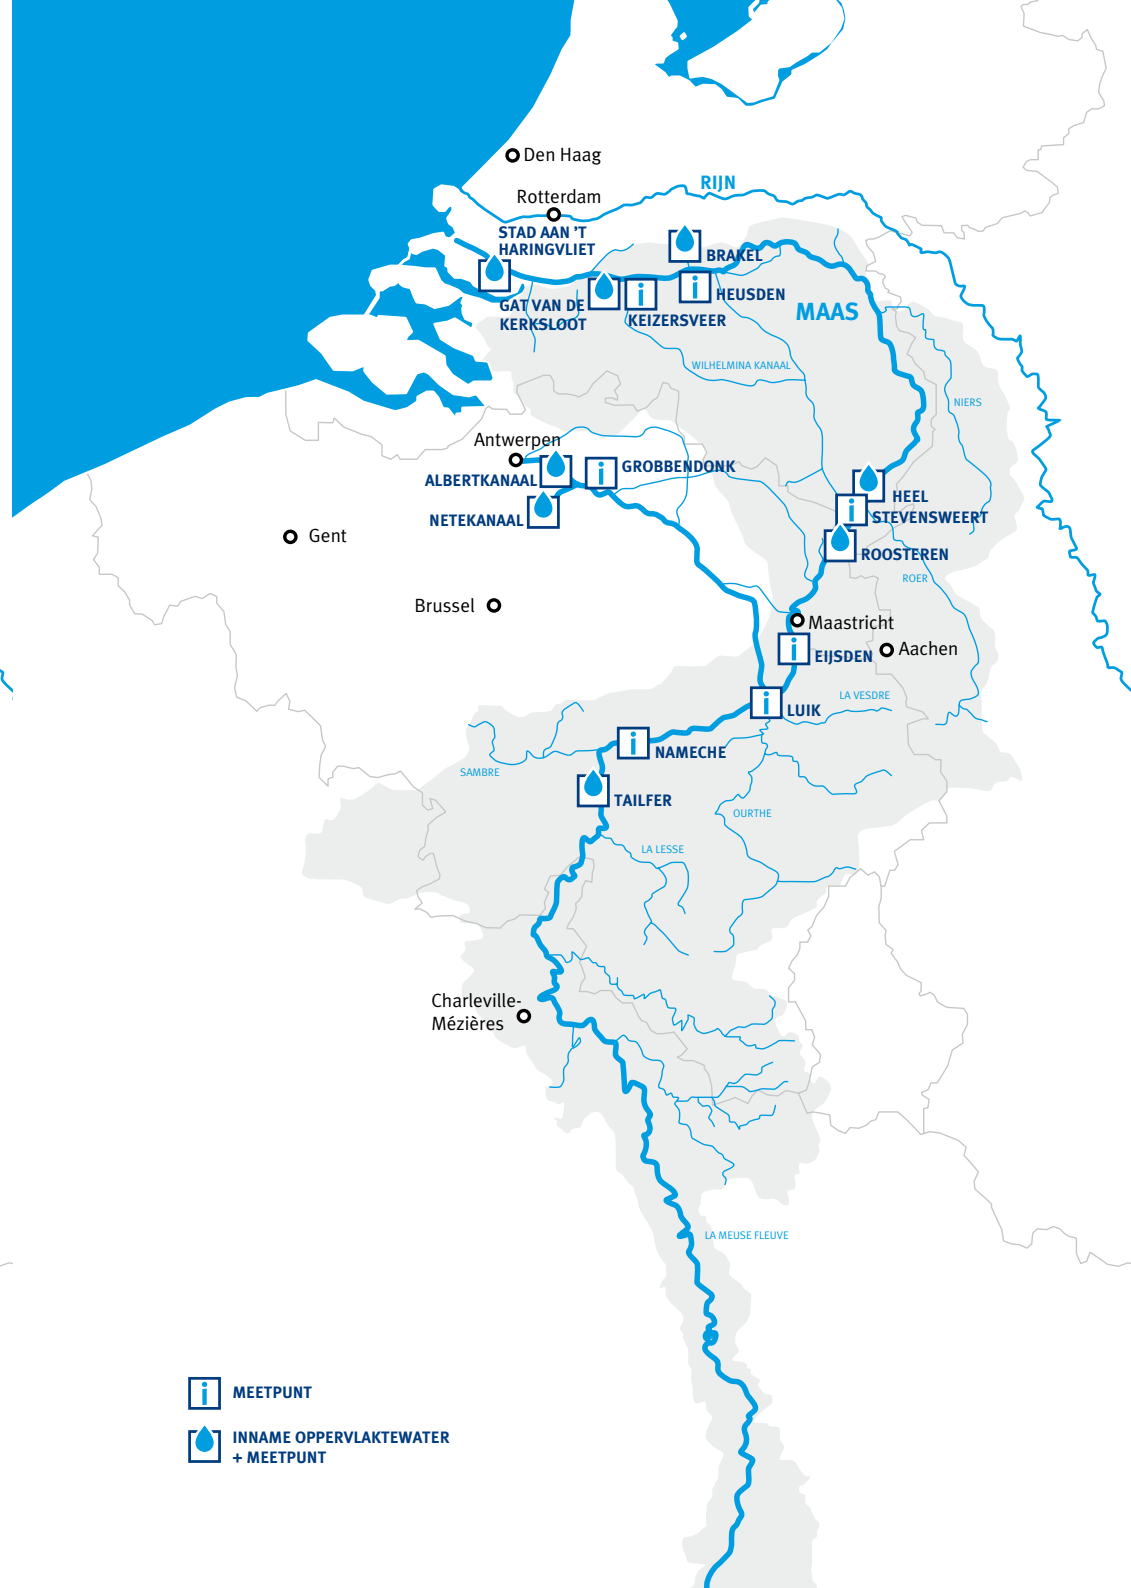 Den Haag
RIJN
Rotterdam
STAD AAN 'T
HARINGVLIET
BRAKEL
HEUSDEN
GAT VAN DE
KERKSLOOT
KEIZERSVEER
MAAS
WILHELMINA KANAAL
NIERS
Antwerpen
GROBBENDONK
ALBERTKANAAL
HEEL
STEVENSWEERT
NETEKANAAL
Gent
ROOSTEREN
ROER
Brussel
Maastricht
Aachen
EIJSDEN
LA VESDRE
LUIK
NAMECHE
SAMBRE
TAILFER
OURTHE
LA LESSE
Charleville-
Mézières
LA MEUSE FLEUVE
MEETPUNT
INNAME OPPERVLAKTEWATER
+ MEETPUNT